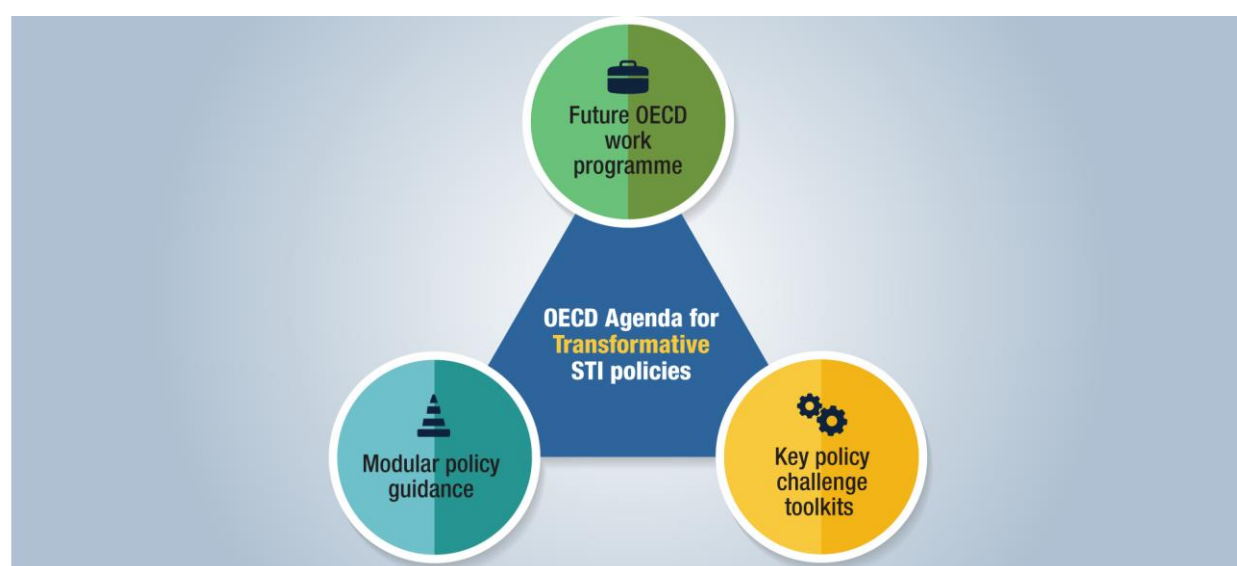 Future OECD
work
programme
OECD Agenda for
Transformative
STI policies
Modular policy
guidance
Key policy
challenge
toolkits